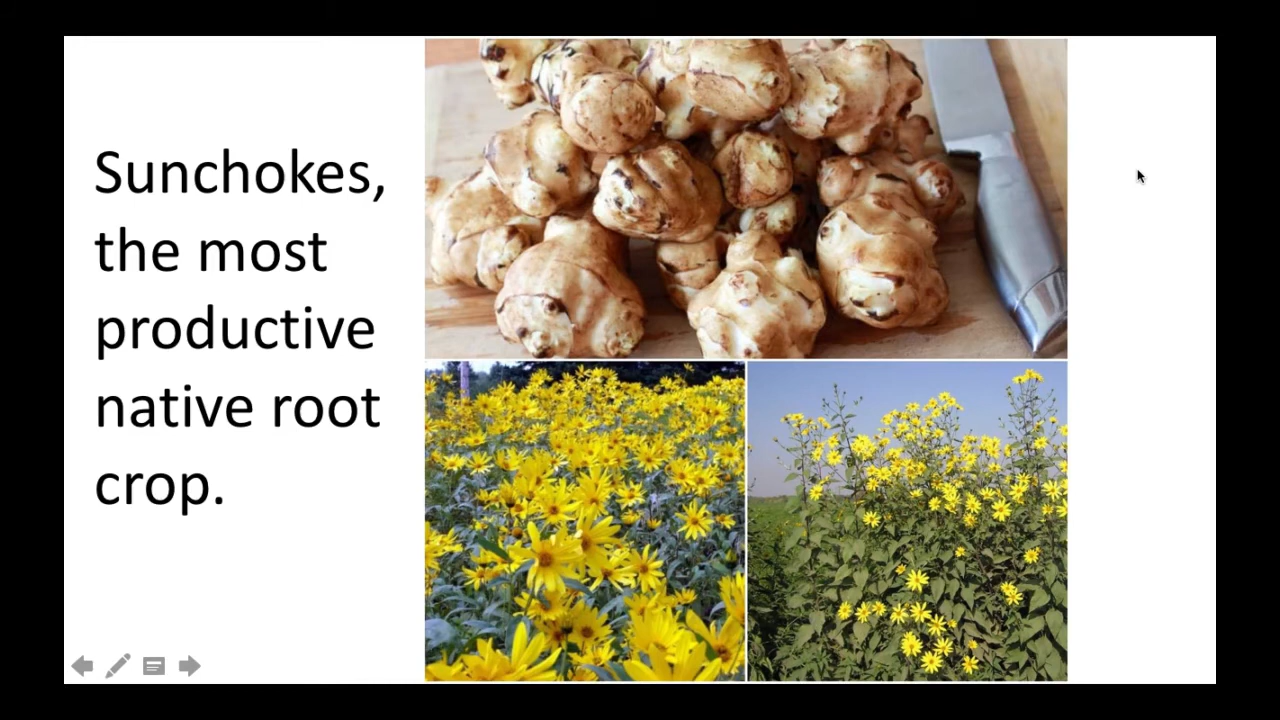 Sunchokes,
the most
productive
native root
crop.